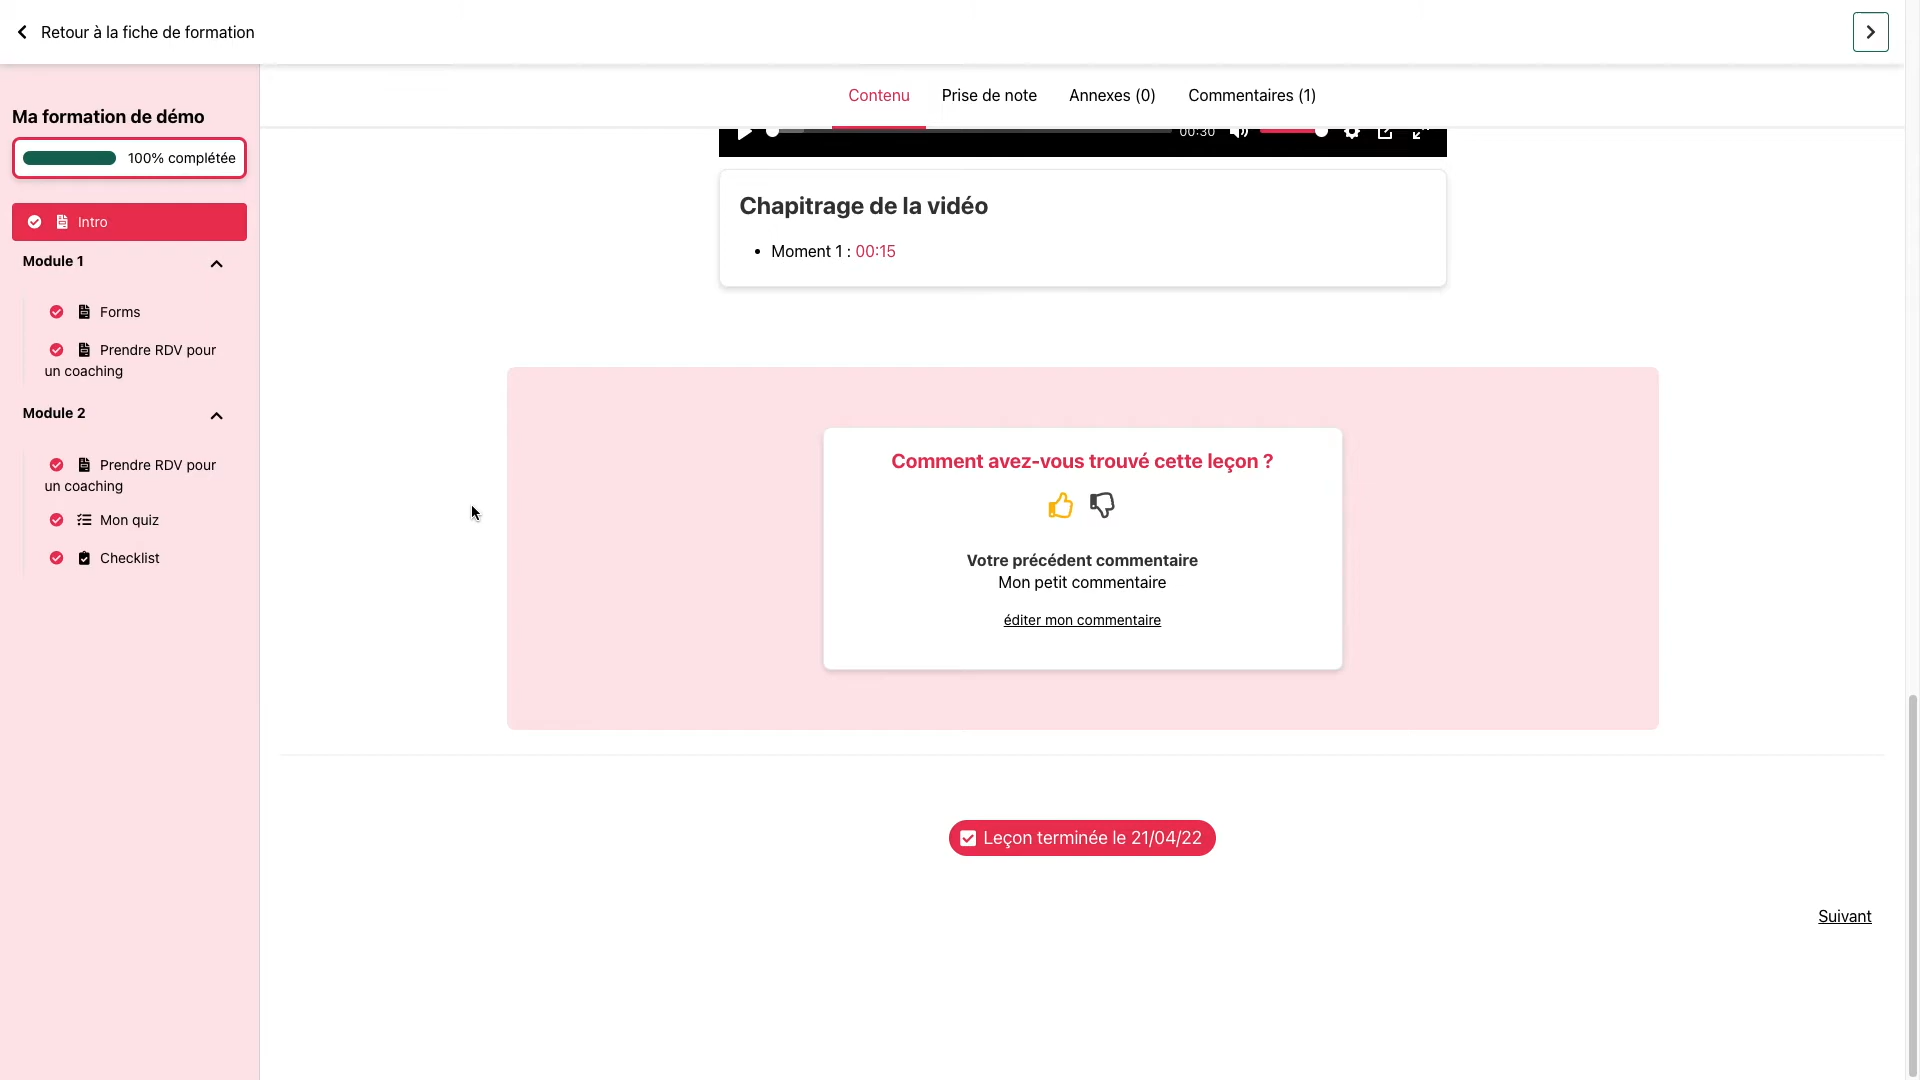 Retour à la fiche de formation
Contenu
Prise de note
Annexes (0)
Commentaires (1)
Ma formation de démo
100% complétée
Intro
Module 1
Forms
Prendre RDV pour
un coaching
Module 2
Prendre RDV pour
un coaching
Mon quiz
Checklist
00:30
Chapitrage de la vidéo
• Moment 1 : 00:15
Comment avez-vous trouvé cette leçon ?
Votre précédent commentaire
Mon petit commentaire
éditer mon commentaire
Leçon terminée le 21/04/22
Suivant